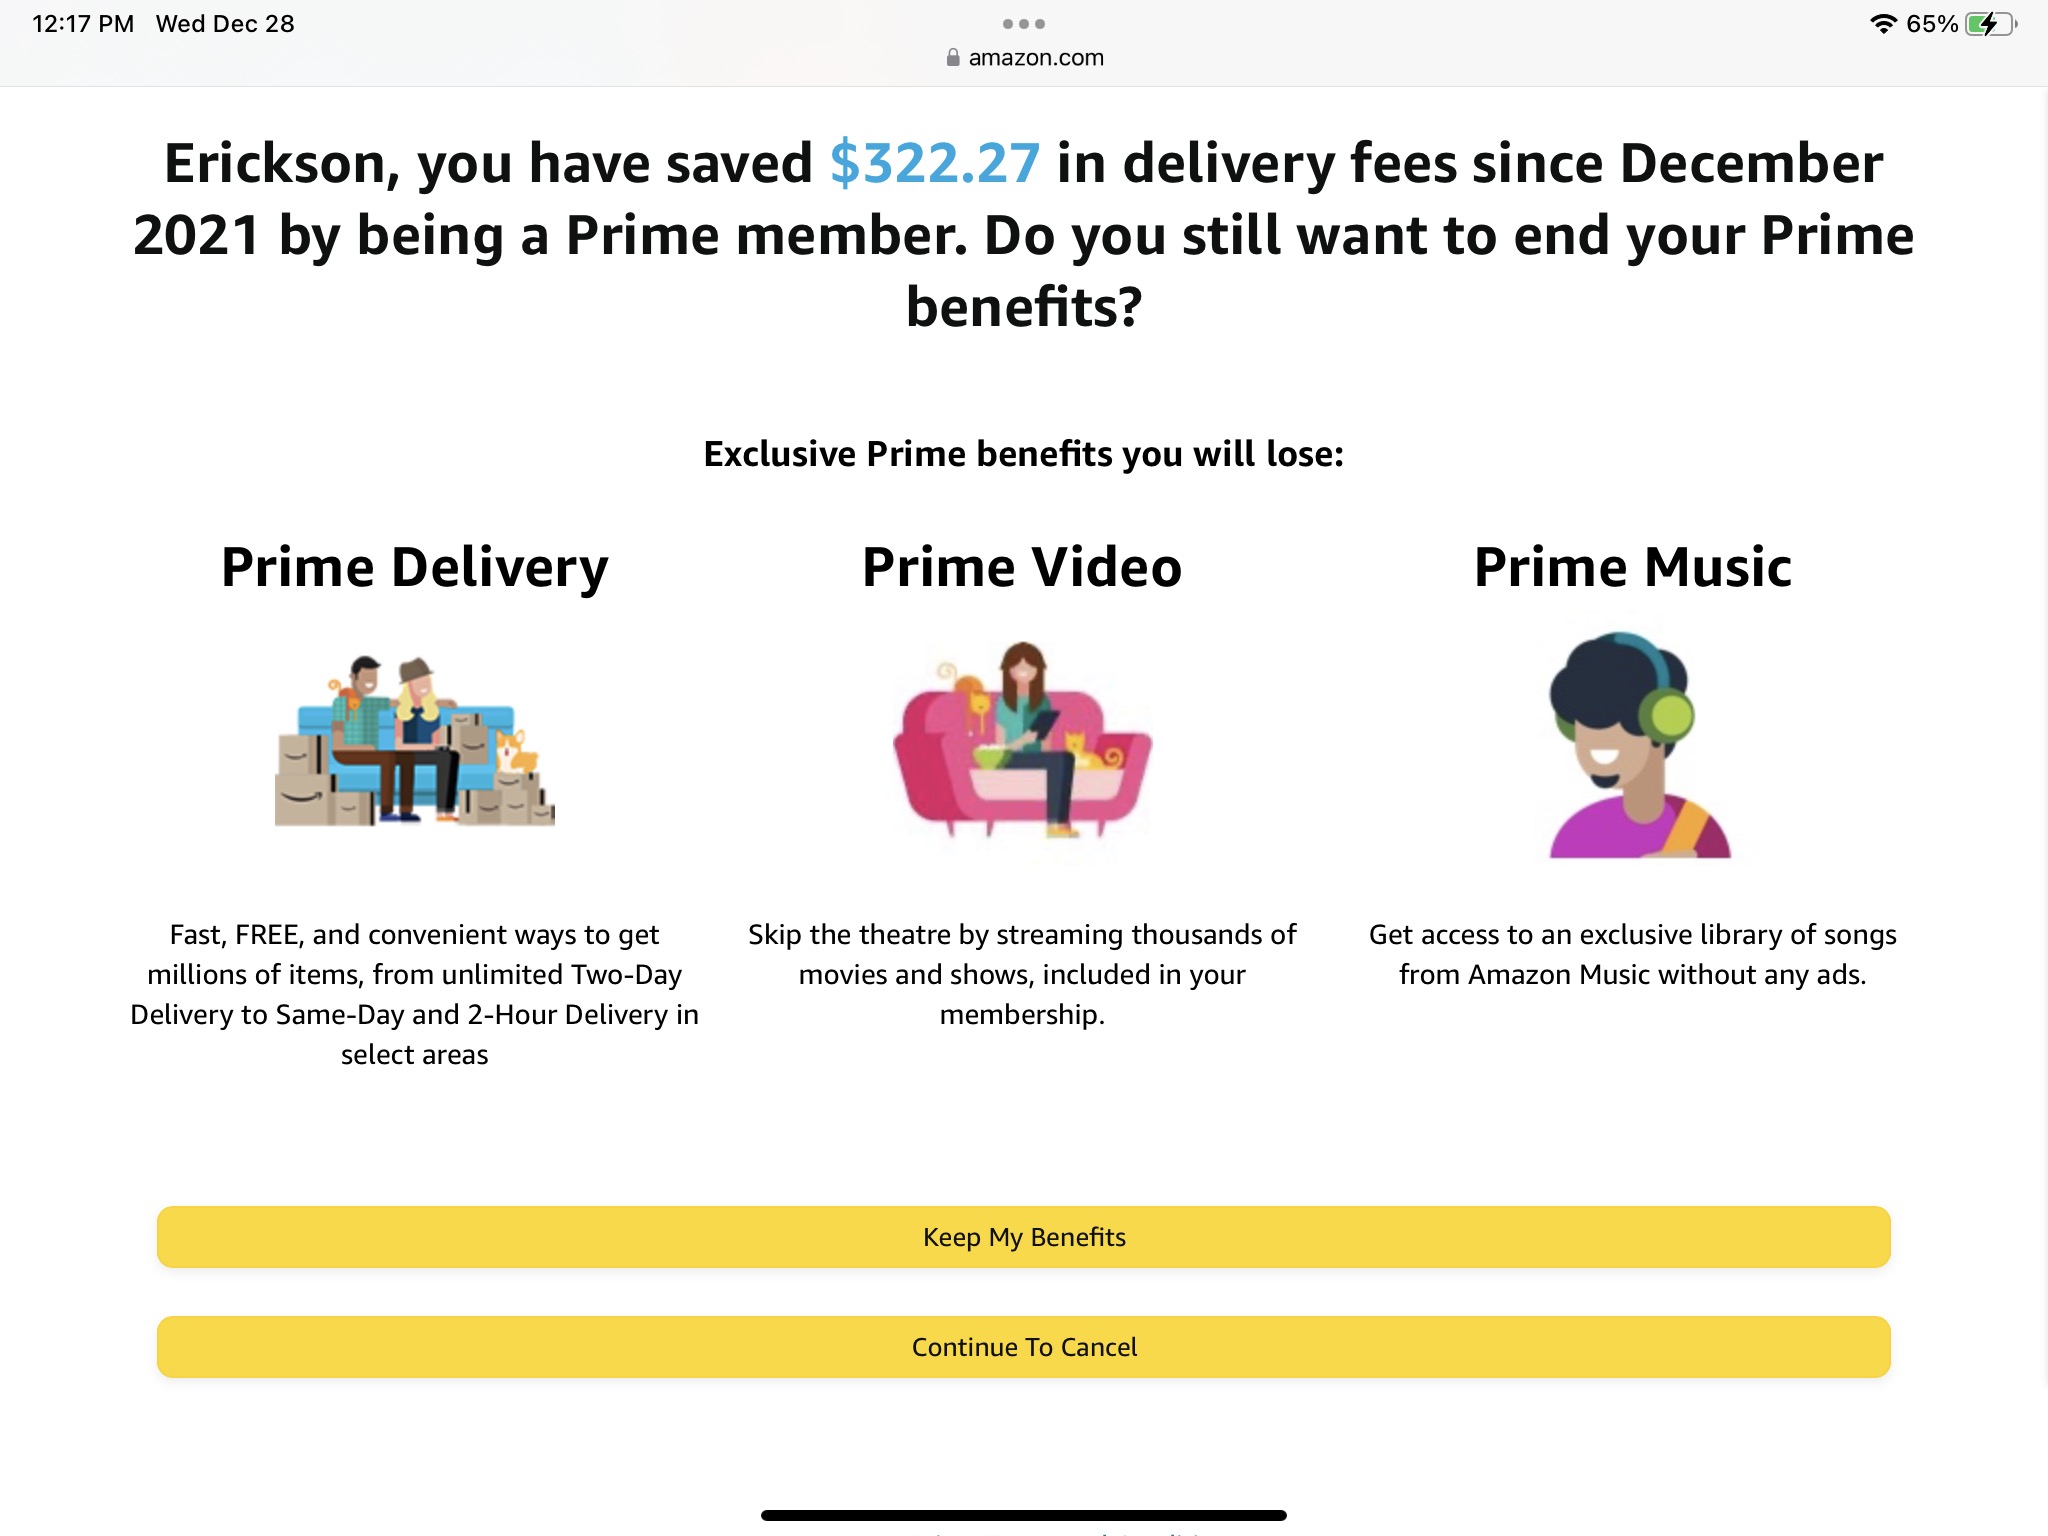 12:17 PM Wed Dec 28
65%
amazon.com
Erickson, you have saved $322.27 in delivery fees since December
2021 by being a Prime member. Do you still want to end your Prime
benefits?
Exclusive Prime benefits you will lose:
Prime Delivery
Fast, FREE, and convenient ways to get
millions of items, from unlimited Two-Day
Delivery to Same-Day and 2-Hour Delivery in
select areas
Prime Video
Skip the theatre by streaming thousands of
movies and shows, included in your
membership.
Prime Music
Get access to an exclusive library of songs
from Amazon Music without any ads.
Keep My Benefits
Continue To Cancel